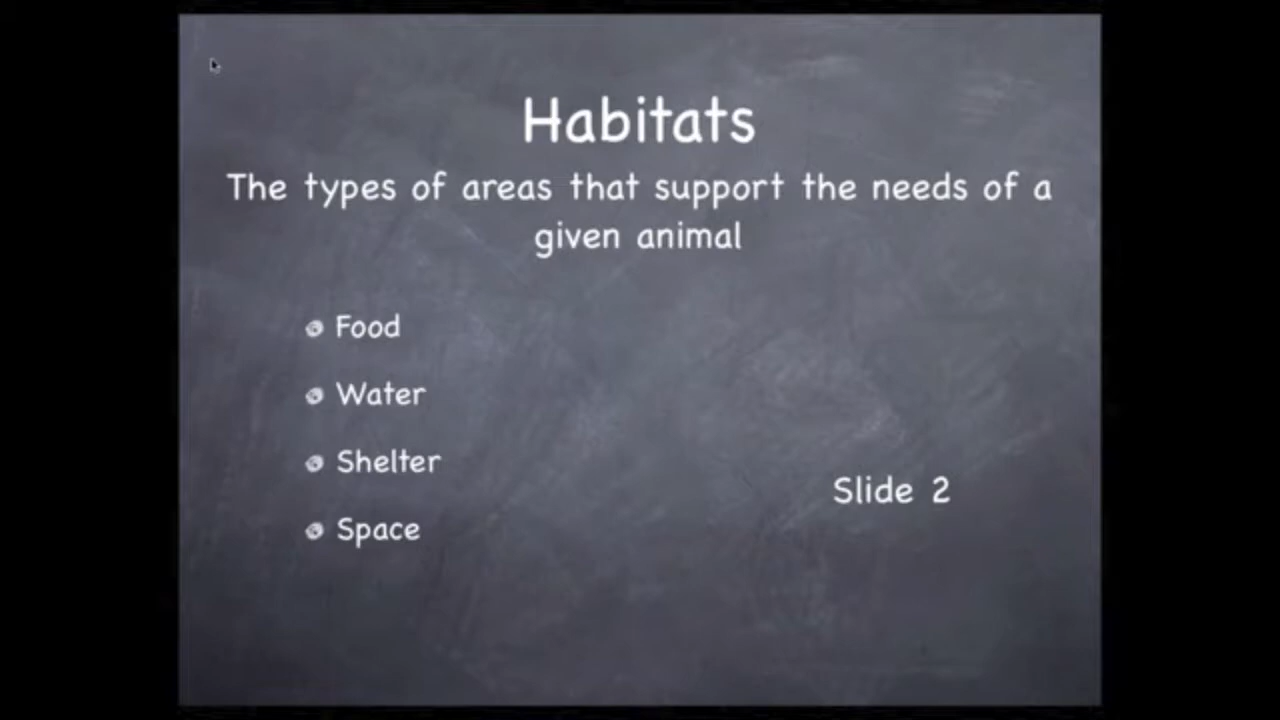 Habitats
The types of areas that support the needs of a
given animal
Food
Water
Shelter
Space
Slide 2